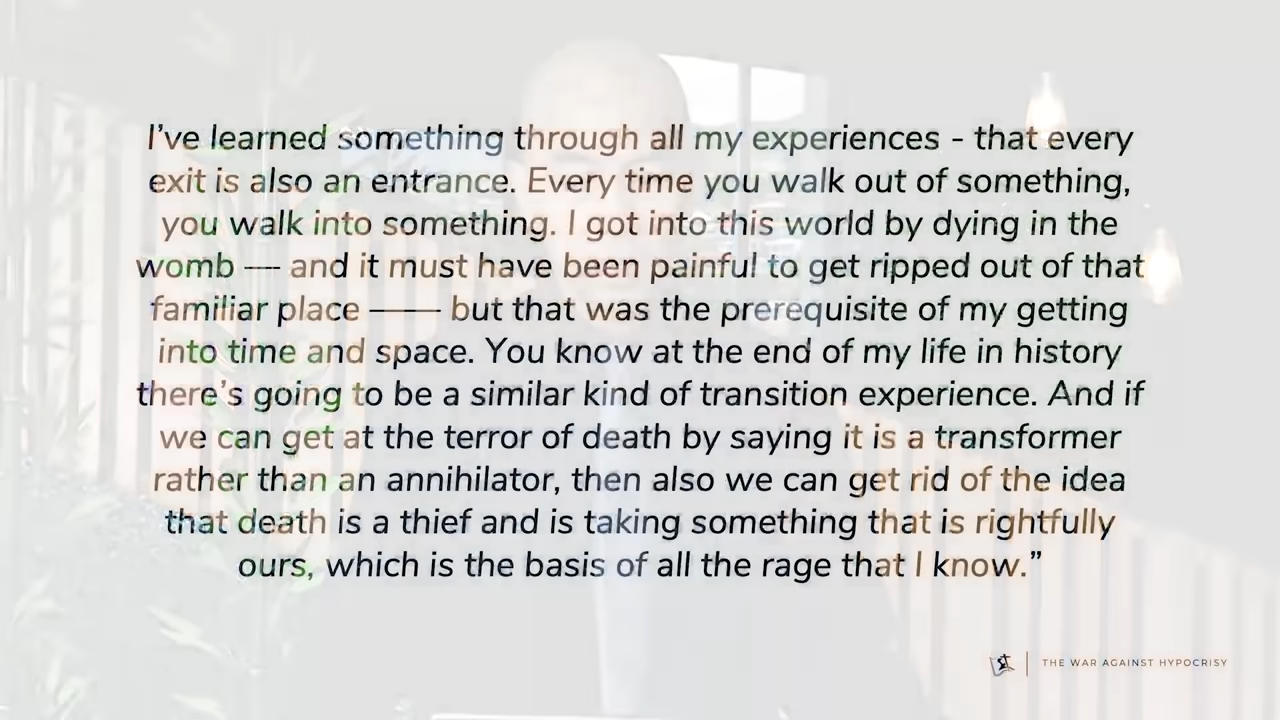 I've learned something through all my experiences - that every
exit is also an entrance. Every time you walk out of something,
you walk into something. I got into this world by dying in the
womb — and it must have been painful to get ripped out of that
familiar place —— but that was the prerequisite of my getting
into time and space. You know at the end of my life in history
there's going to be a similar kind of transition experience. And if
we can get at the terror of death by saying it is a transformer
rather than an annihilator, then also we can get rid of the idea
that death is a thief and is taking something that is rightfully
ours, which is the basis of all the rage that I know.”
THE WAR AGAINST HYPOCRISY